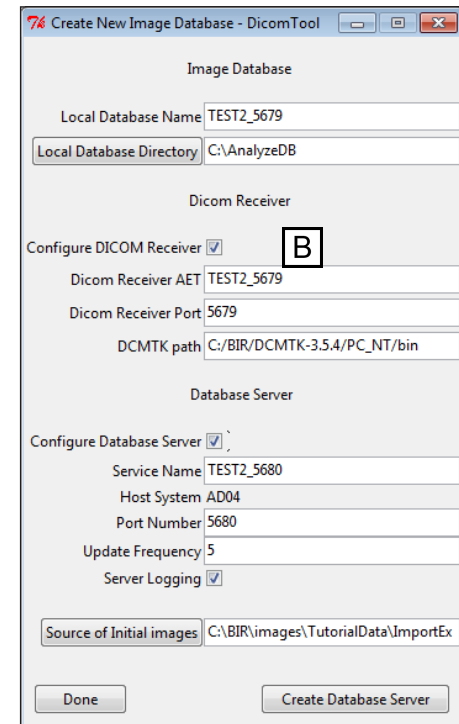 Create New Image Database - DicomTool
Image Database
Local Database Name TEST2_5679
Local Database Directory C:\AnalyzeDB
Dicom Receiver
Configure DICOM Receiver
B
Dicom Receiver AET TEST2_5679
Dicom Receiver Port 5679
DCMTK path C:/BIR/DCMTK-3.5.4/PC_NT/bin
Database Server
Configure Database Server
Service Name TEST2_5680
Host System AD04
Port Number 5680
Update Frequency 5
Server Logging
Source of Initial images C:\BIR\images\TutorialData\ImportEx
Done Create Database Server